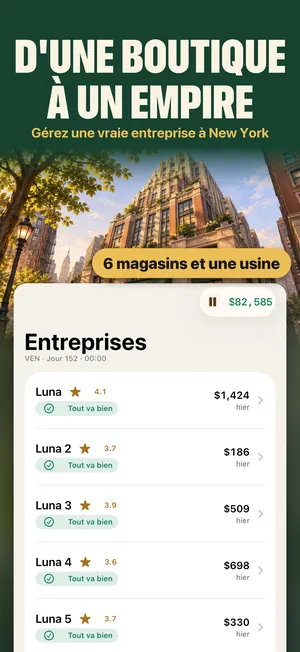 D'UNE BOUTIQUE
À UN EMPIRE
Gérez une vraie entreprise à New York
6 magasins et une usine
$82,585
Entreprises
VEN · Jour 152 · 00:00
Luna 4.1 $1,424
Tout va bien hier
Luna 2 3.7 $186
Tout va bien hier
Luna 3 3.9 $509
Tout va bien hier
Luna 4 3.6 $698
Tout va bien hier
Luna 5 3.7 $330
Tout va bien hier